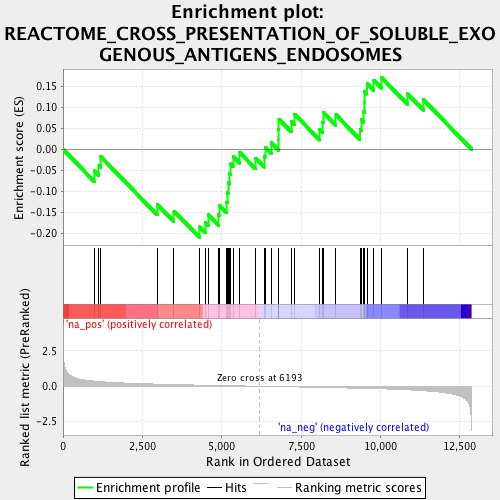 Enrichment plot:
REACTOME_CROSS_PRESENTATION_OF_SOLUBLE_EXO
GENOUS_ANTIGENS_ENDOSOMES
Enrichment score (ES)
0.15
0.10
0.05
0.00
-0.05
-0.10
-0.15
-0.20
'na_pos' (positively correlated)
Ranked list metric (PreRanked)
2.5
0.0
-2.5
Zero cross at 6193
'na_neg' (negatively correlated)
0
2,500
5,000
7,500
10,000
12,500
Rank in Ordered Dataset
Enrichment profile
Hits
Ranking metric scores